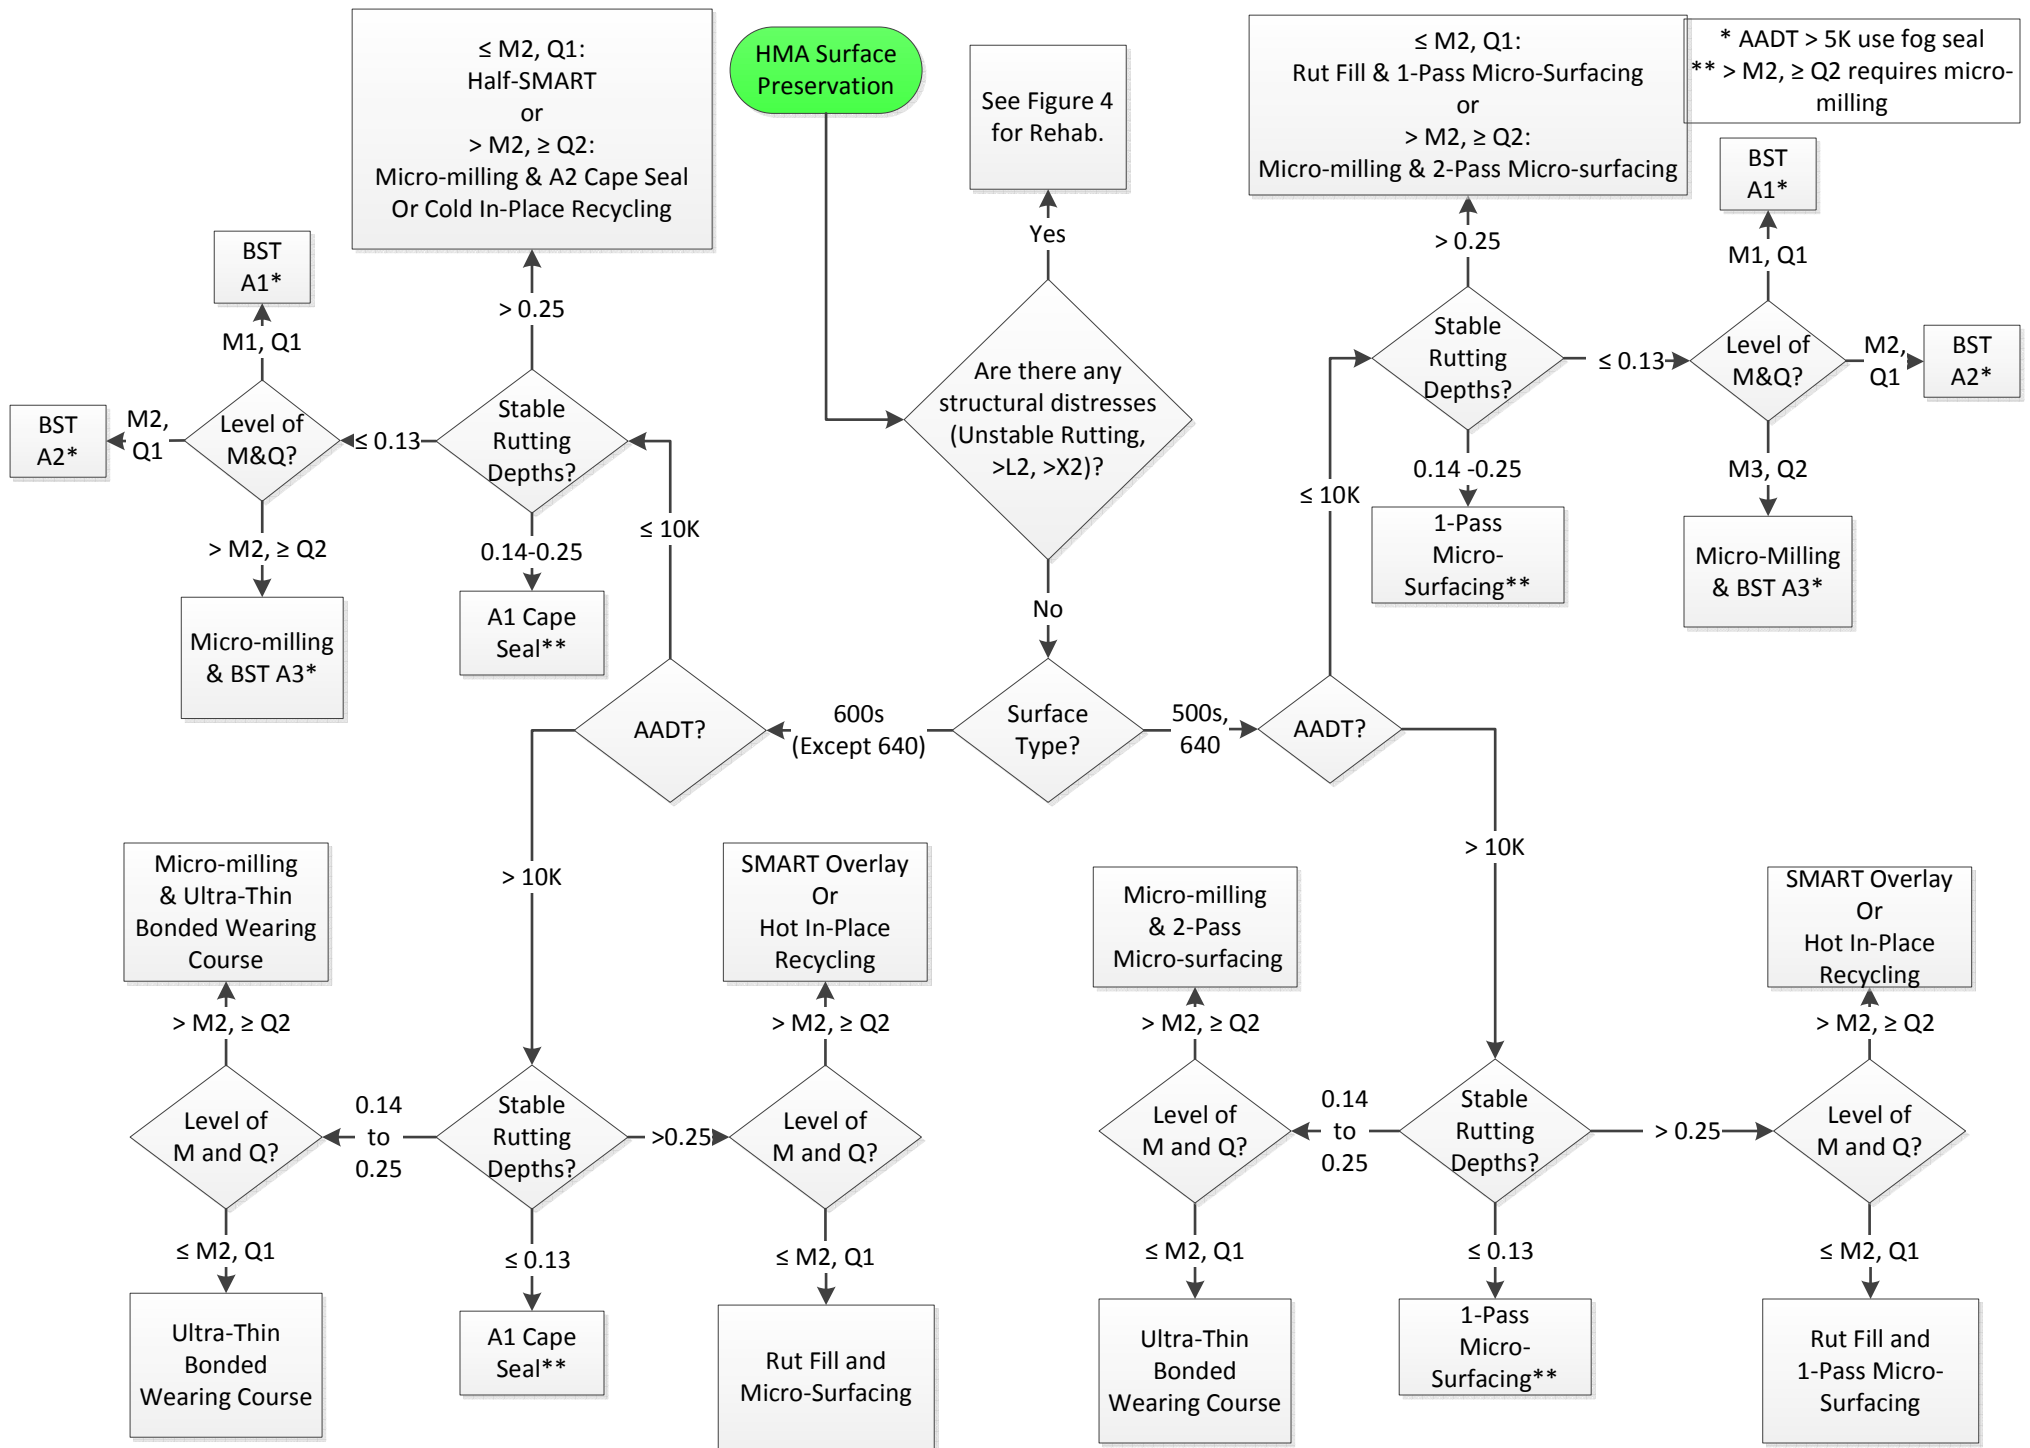 ≤ M2, Q1:
Half-SMART
or
> M2, ≥ Q2:
Micro-milling & A2 Cape Seal
Or Cold In-Place Recycling
HMA Surface
Preservation
See Figure 4
for Rehab.
≤ M2, Q1:
Rut Fill & 1-Pass Micro-Surfacing
or
> M2, ≥ Q2:
Micro-milling & 2-Pass Micro-surfacing
* AADT > 5K use fog seal
** > M2, ≥ Q2 requires micro-
milling
BST
A1*
M1, Q1
BST
A2*
M2,
Q1
Level of
M&Q?
≤ 0.13
> 0.25
Stable
Rutting
Depths?
> M2, ≥ Q2
Micro-milling
& BST A3*
0.14-0.25
A1 Cape
Seal**
≤ 10K
Yes
Are there any
structural distresses
(Unstable Rutting,
>L2, >X2)?
No
> 0.25
Stable
Rutting
Depths?
≤ 0.13
BST
A1*
M1, Q1
Level of
M&Q?
M2,
Q1
BST
A2*
≤ 10K
0.14 -0.25
1-Pass
Micro-
Surfacing**
M3, Q2
Micro-Milling
& BST A3*
AADT?
600s
(Except 640)
Surface
Type?
500s,
640
AADT?
> 10K
> 10K
Micro-milling
& Ultra-Thin
Bonded Wearing
Course
> M2, ≥ Q2
Level of
M and Q?
0.14
to
0.25
Stable
Rutting
Depths?
>0.25
SMART Overlay
Or
Hot In-Place
Recycling
> M2, ≥ Q2
Level of
M and Q?
≤ M2, Q1
Ultra-Thin
Bonded
Wearing Course
≤ 0.13
A1 Cape
Seal**
≤ M2, Q1
Rut Fill and
Micro-Surfacing
Micro-milling
& 2-Pass
Micro-surfacing
> M2, ≥ Q2
Level of
M and Q?
0.14
to
0.25
Stable
Rutting
Depths?
> 0.25
SMART Overlay
Or
Hot In-Place
Recycling
> M2, ≥ Q2
Level of
M and Q?
≤ M2, Q1
Ultra-Thin
Bonded
Wearing Course
≤ 0.13
1-Pass
Micro-
Surfacing**
≤ M2, Q1
Rut Fill and
1-Pass Micro-
Surfacing